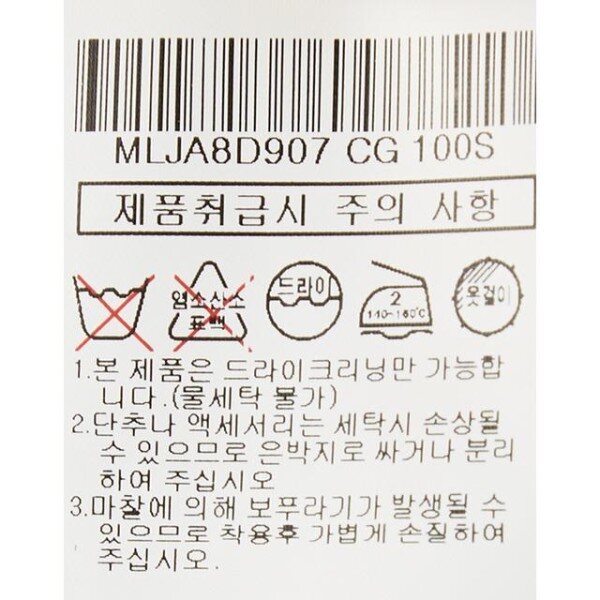 MLJA8D907 CG 100S
제품취급시 주의 사항
염소산소
표백
드라이
2
140~160℃
옷걸이
1.본 제품은 드라이크리닝만 가능합
니다.(물세탁 불가)
2.단추나 액세서리는 세탁시 손상될
수 있으므로 은박지로 싸거나 분리
하여 주십시오
3.마찰에 의해 보푸라기가 발생될 수
있으므로 착용후 가볍게 손질하여
주십시오.